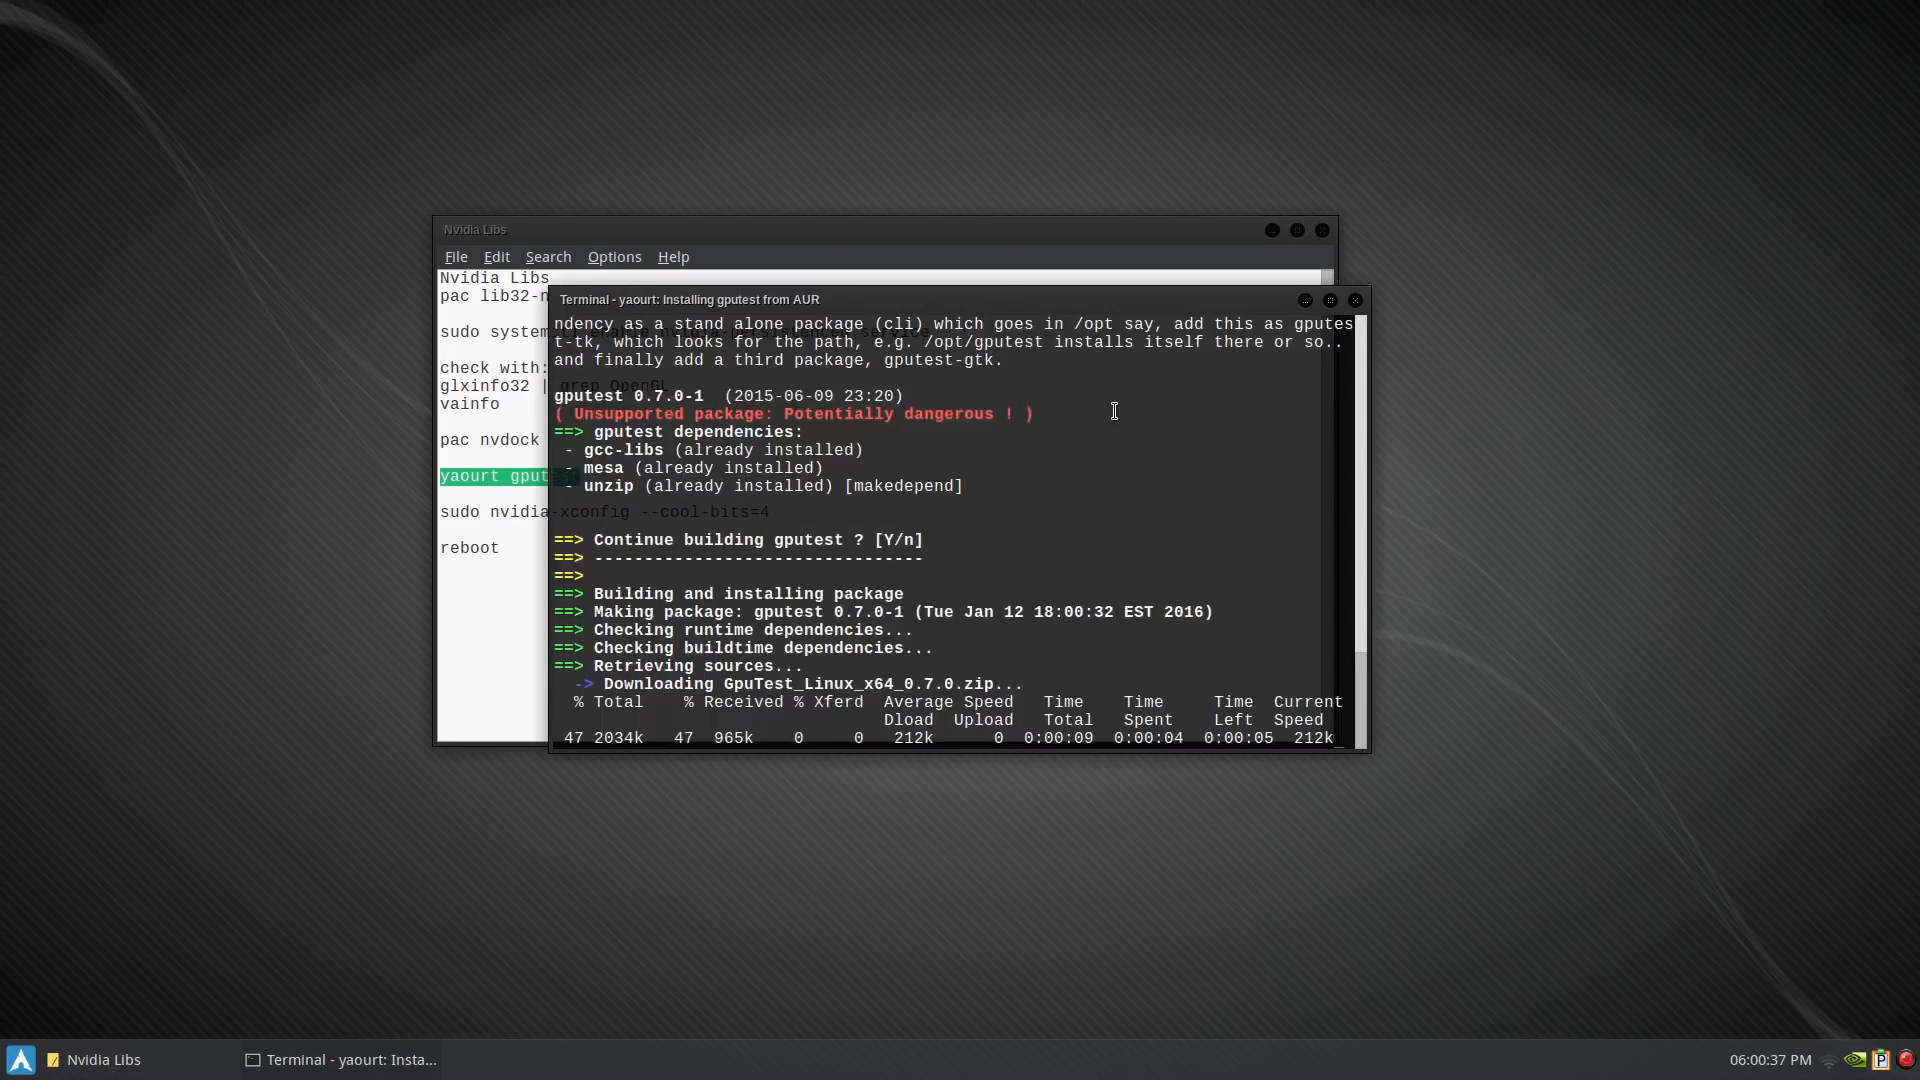 Nvidia Libs
File Edit Search Options Help
Nvidia Libs
pac lib32-n
sudo systemctl enable nvidia-persistenced.service
check with:
glxinfo32 | grep OpenGL
vainfo
pac nvdock
yaourt gputest
sudo nvidia-xconfig --cool-bits=4
reboot
Terminal - yaourt: Installing gputest from AUR
ndency as a stand alone package (cli) which goes in /opt say, add this as gputes
t-tk, which looks for the path, e.g. /opt/gputest installs itself there or so..
and finally add a third package, gputest-gtk.
gputest 0.7.0-1  (2015-06-09 23:20)
( Unsupported package: Potentially dangerous ! )
==> gputest dependencies:
- gcc-libs (already installed)
- mesa (already installed)
- unzip (already installed) [makedepend]
==> Continue building gputest ? [Y/n]
==> ---------------------------------
==>
==> Building and installing package
==> Making package: gputest 0.7.0-1 (Tue Jan 12 18:00:32 EST 2016)
==> Checking runtime dependencies...
==> Checking buildtime dependencies...
==> Retrieving sources...
-> Downloading GpuTest_Linux_x64_0.7.0.zip...
% Total    % Received % Xferd  Average Speed   Time    Time     Time  Current
Dload  Upload   Total   Spent    Left  Speed
47 2034k   47  965k    0     0   212k      0  0:00:09  0:00:04  0:00:05  212k
Nvidia Libs
Terminal - yaourt: Insta...
06:00:37 PM
P